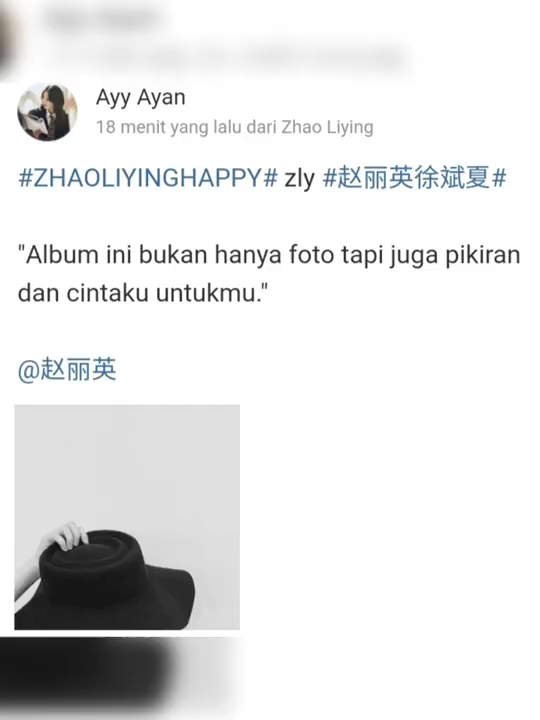 Ayy Ayan
18 menit yang lalu dari Zhao Liying
#ZHAOLIYINGHAPPY# zly #赵丽英徐斌夏#
"Album ini bukan hanya foto tapi juga pikiran
dan cintaku untukmu."
@赵丽英